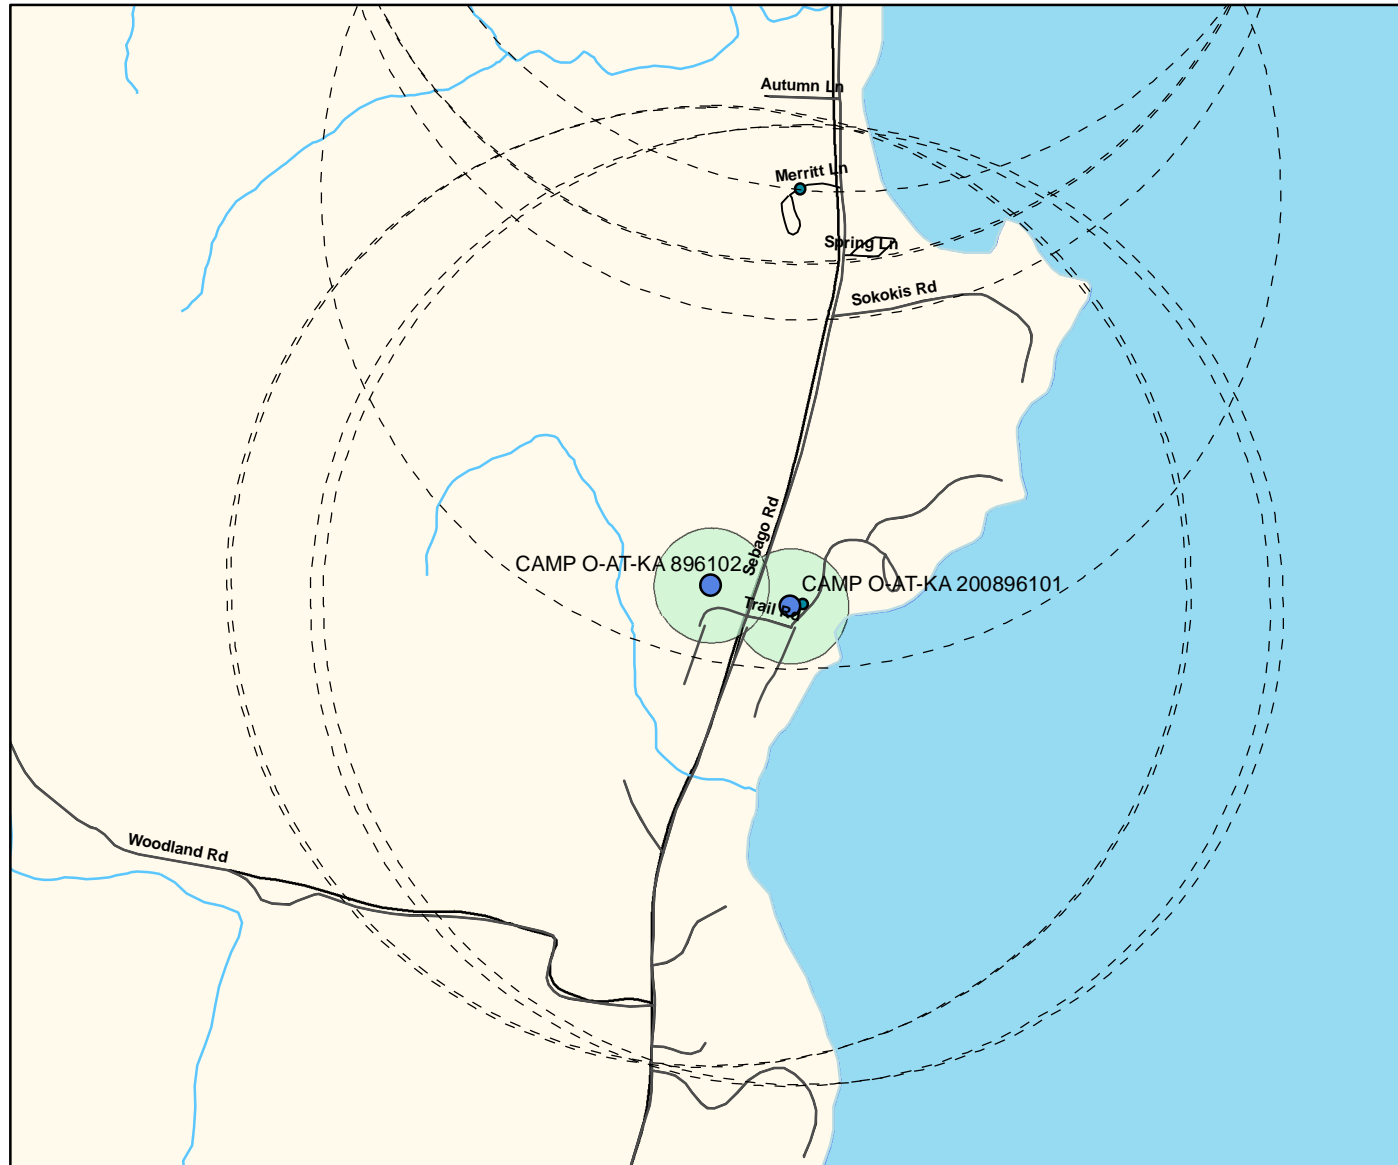 Autumn Ln
Merritt Ln
Spring Ln
Sokokis Rd
Sebago Rd
CAMP O-AT-KA 896102
CAMP O-AT-KA 200896101
Trail Rd
Woodland Rd